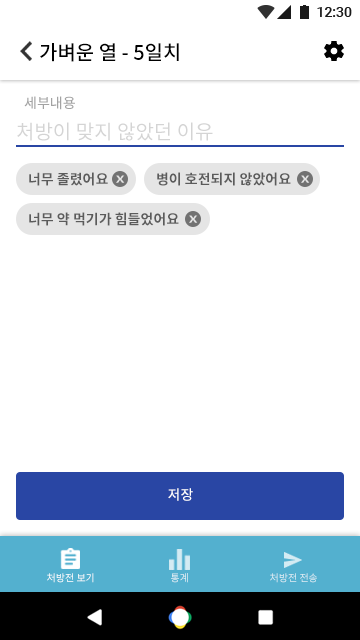 12:30
가벼운 열 - 5일치
세부내용
처방이 맞지 않았던 이유
너무 졸렸어요
병이 호전되지 않았어요
너무 약 먹기가 힘들었어요
저장
처방전 보기
통계
처방전 전송